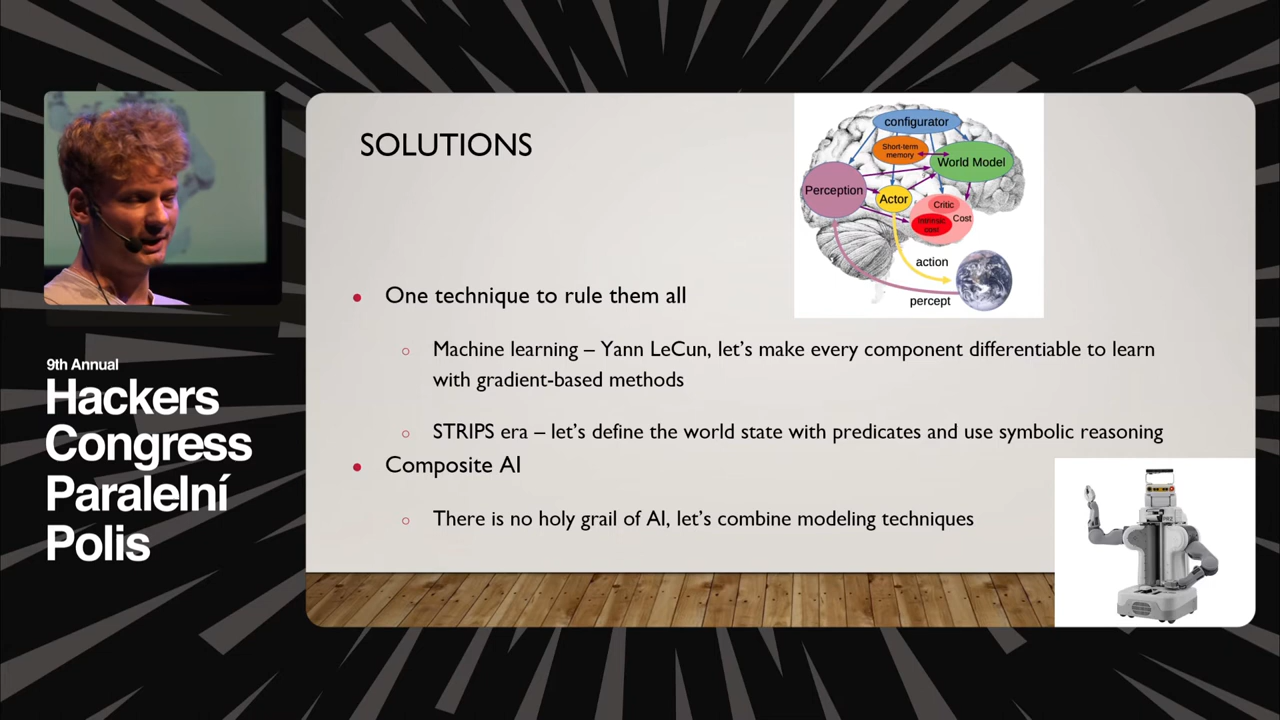 9th Annual
Hackers
Congress
Paralelní
Polis
SOLUTIONS
configurator
Short-term
memory
World Model
Perception
Actor
Critic
Intrinsic
cost
Cost
action
percept
• One technique to rule them all
○ Machine learning – Yann LeCun, let's make every component differentiable to learn
with gradient-based methods
○ STRIPS era – let's define the world state with predicates and use symbolic reasoning
• Composite AI
○ There is no holy grail of AI, let's combine modeling techniques